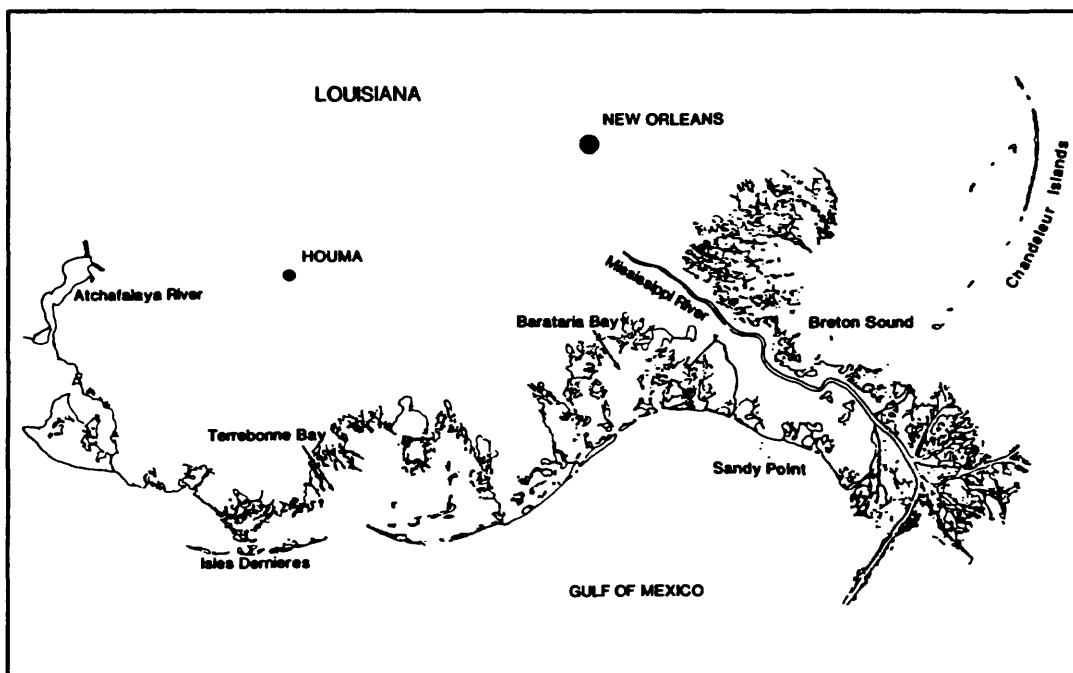 LOUISIANA
NEW ORLEANS
Chandeleur Islands
HOUMA
Mississippi River
Atchafalaya River
Barataria Bay
Breton Sound
Terrebonne Bay
Sandy Point
Isles Dernieres
GULF OF MEXICO